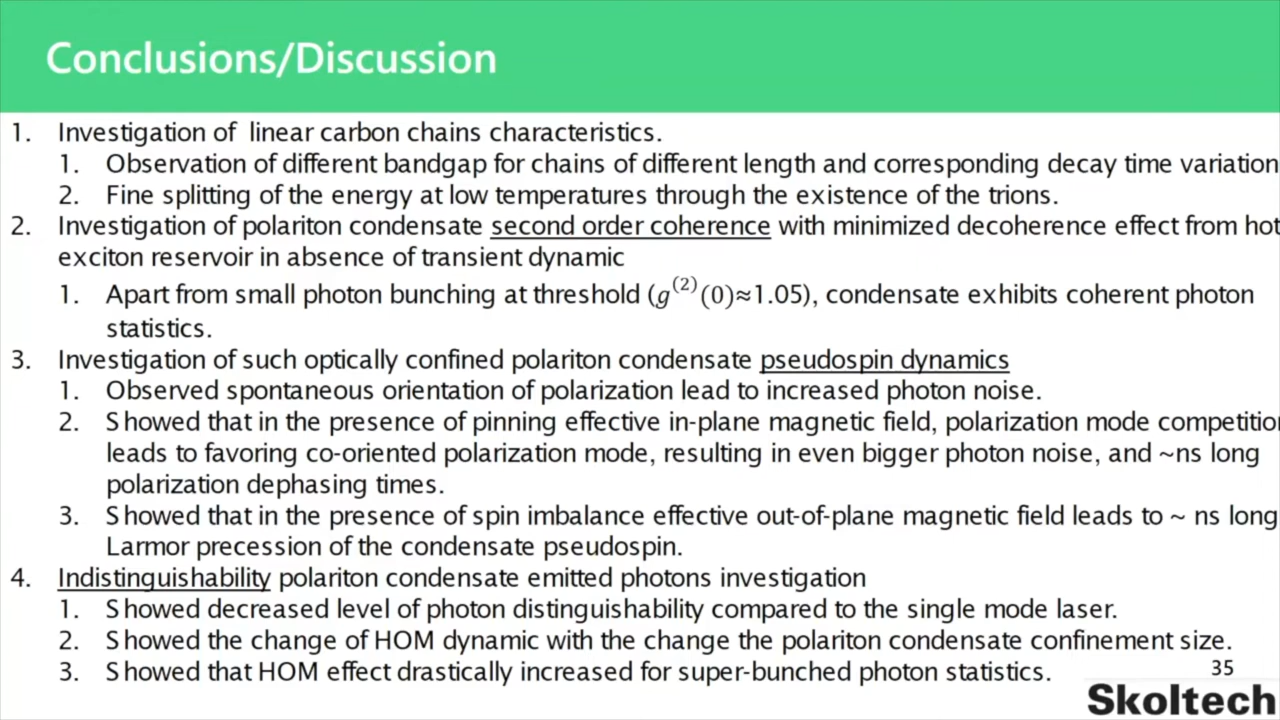 Conclusions/Discussion
1. Investigation of linear carbon chains characteristics.
1. Observation of different bandgap for chains of different length and corresponding decay time variation
2. Fine splitting of the energy at low temperatures through the existence of the trions.
2. Investigation of polariton condensate second order coherence with minimized decoherence effect from hot
exciton reservoir in absence of transient dynamic
1. Apart from small photon bunching at threshold (g⁽²⁾(0)≈1.05), condensate exhibits coherent photon
statistics.
3. Investigation of such optically confined polariton condensate pseudospin dynamics
1. Observed spontaneous orientation of polarization lead to increased photon noise.
2. Showed that in the presence of pinning effective in-plane magnetic field, polarization mode competitio
leads to favoring co-oriented polarization mode, resulting in even bigger photon noise, and ~ns long
polarization dephasing times.
3. Showed that in the presence of spin imbalance effective out-of-plane magnetic field leads to ~ ns long
Larmor precession of the condensate pseudospin.
4. Indistinguishability polariton condensate emitted photons investigation
1. Showed decreased level of photon distinguishability compared to the single mode laser.
2. Showed the change of HOM dynamic with the change the polariton condensate confinement size.
3. Showed that HOM effect drastically increased for super-bunched photon statistics.
35
Skoltech